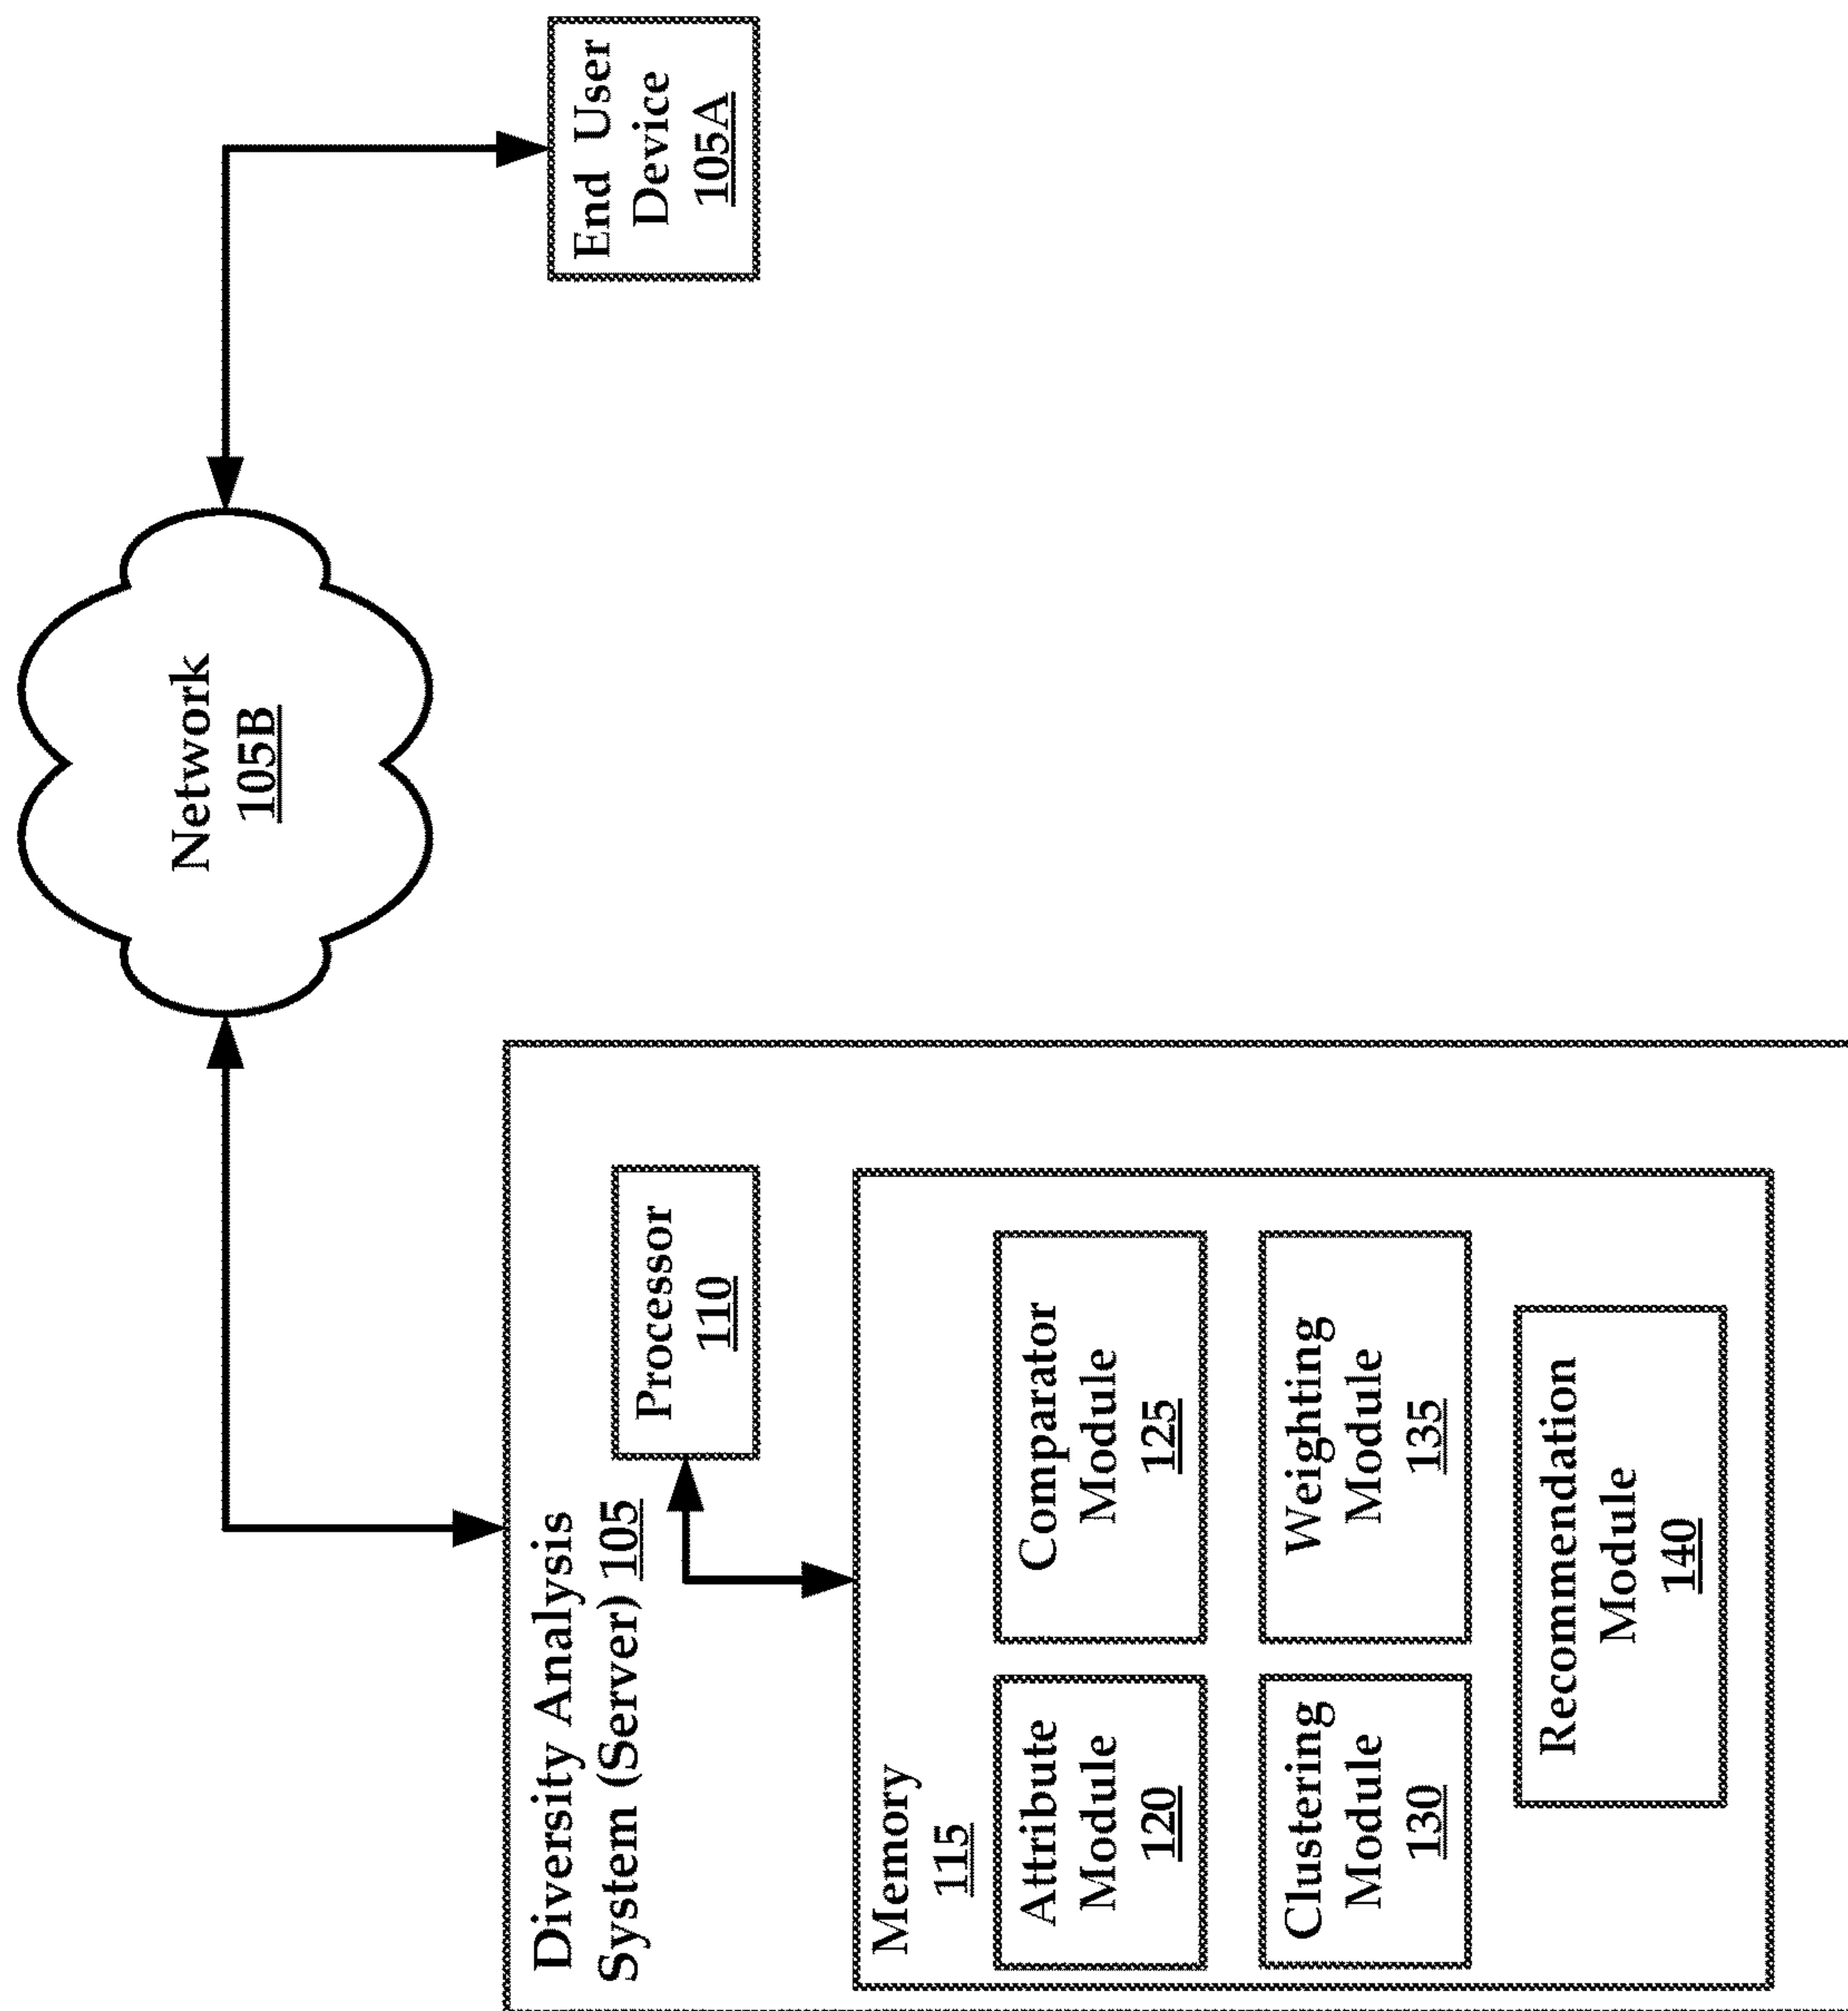 Network
105B
End User
Device
105A
Diversity Analysis
System (Server) 105
Processor
110
Memory
115
Attribute
Module
120
Comparator
Module
125
Clustering
Module
130
Weighting
Module
135
Recommendation
Module
140